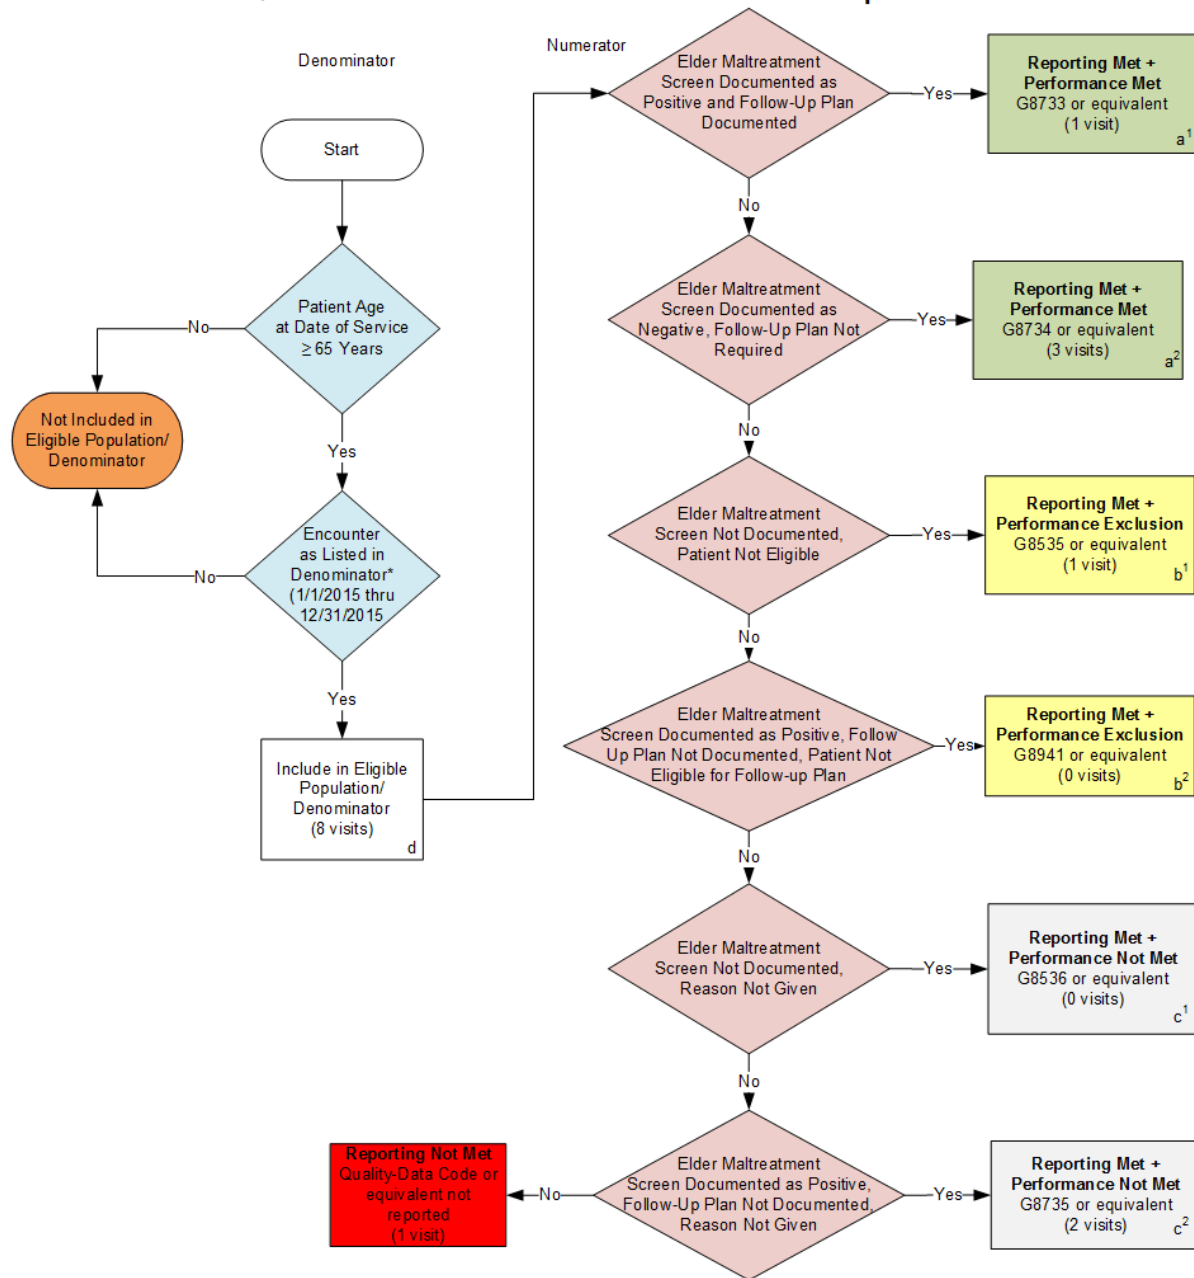 Denominator
Numerator
Start
Patient Age
at Date of Service
≥ 65 Years
No
Yes
Not Included in
Eligible Population/
Denominator
Encounter
as Listed in
Denominator*
(1/1/2015 thru
12/31/2015
No
Yes
Include in Eligible
Population/
Denominator
(8 visits)
d
Elder Maltreatment
Screen Documented as
Positive and Follow-Up Plan
Documented
Yes
Reporting Met +
Performance Met
G8733 or equivalent
(1 visit)
a¹
No
Elder Maltreatment
Screen Documented as
Negative, Follow-Up Plan Not
Required
Yes
Reporting Met +
Performance Met
G8734 or equivalent
(3 visits)
a²
No
Elder Maltreatment
Screen Not Documented,
Patient Not Eligible
Yes
Reporting Met +
Performance Exclusion
G8535 or equivalent
(1 visit)
b¹
No
Elder Maltreatment
Screen Documented as Positive, Follow
Up Plan Not Documented, Patient Not
Eligible for Follow-up Plan
Yes
Reporting Met +
Performance Exclusion
G8941 or equivalent
(0 visits)
b²
No
Elder Maltreatment
Screen Not Documented,
Reason Not Given
Yes
Reporting Met +
Performance Not Met
G8536 or equivalent
(0 visits)
c¹
No
Elder Maltreatment
Screen Documented as Positive,
Follow-Up Plan Not Documented,
Reason Not Given
Yes
Reporting Met +
Performance Not Met
G8735 or equivalent
(2 visits)
c²
No
Reporting Not Met
Quality-Data Code or
equivalent not
reported
(1 visit)